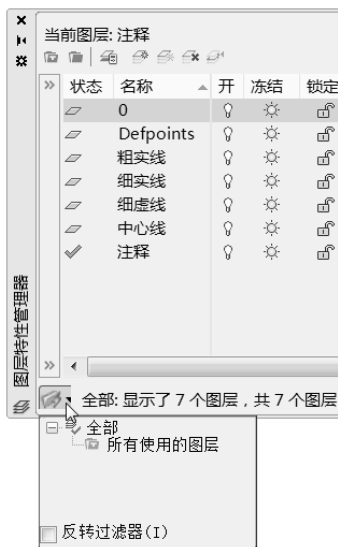 当前图层: 注释
状态 名称 开 冻结 锁定
0
Defpoints
粗实线
细实线
细虚线
中心线
注释
图层特性管理器
全部: 显示了 7 个图层，共 7 个图层
全部
所有使用的图层
反转过滤器(I)